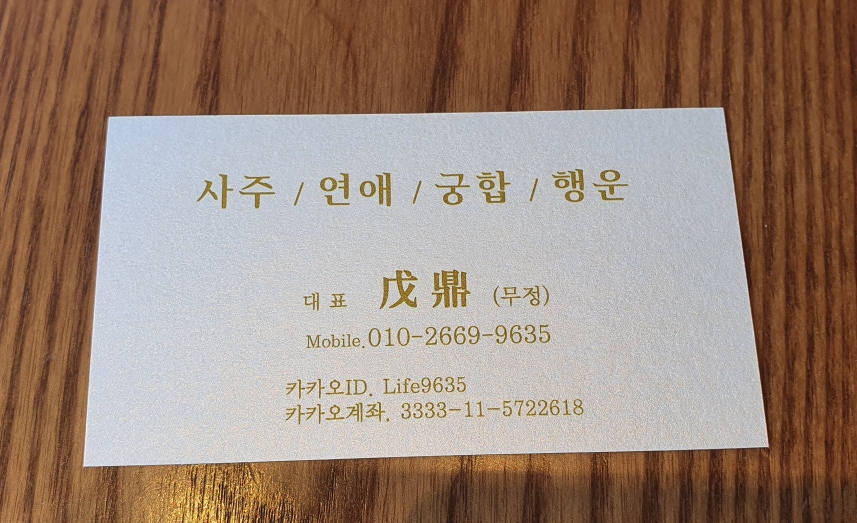 사주 / 연애 / 궁합 / 행운
대표 戊鼎 (무정)
Mobile.010-2669-9635
카카오ID. Life9635
카카오계좌. 3333-11-5722618